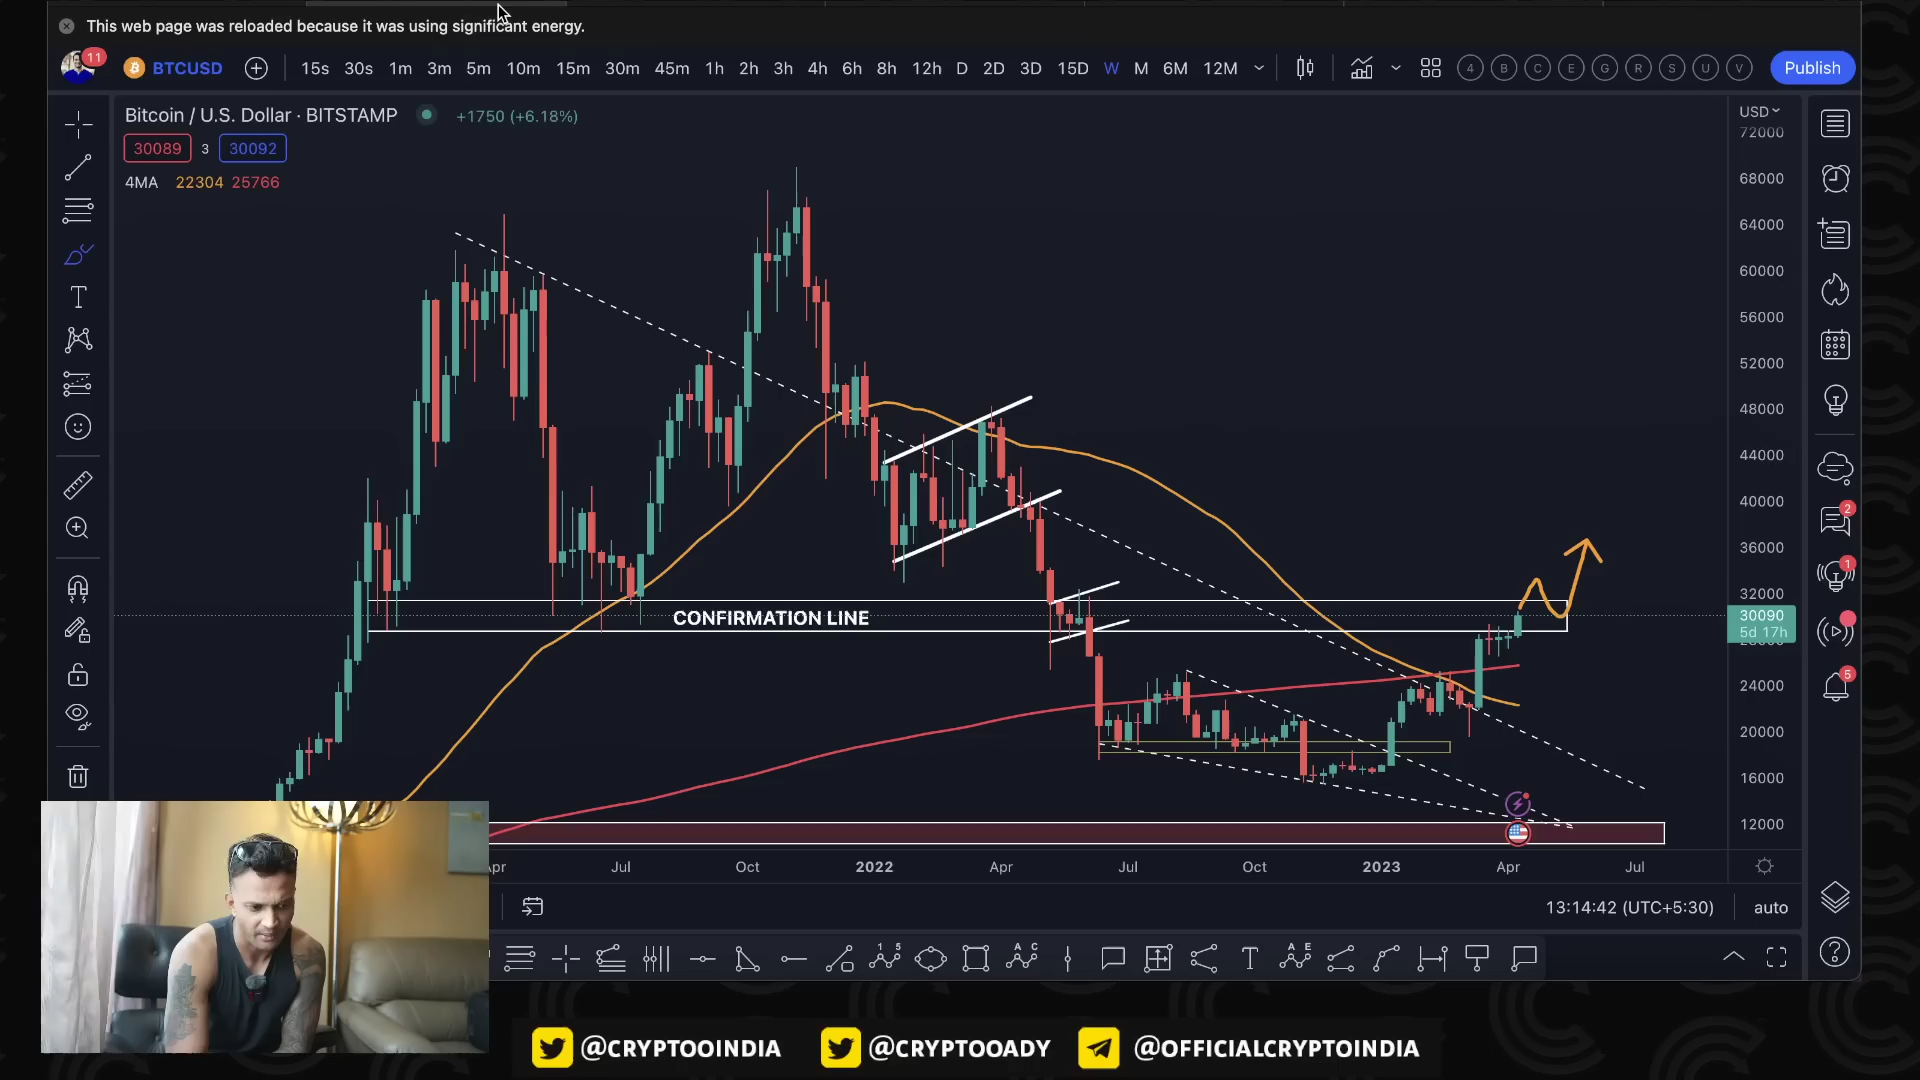 This web page was reloaded because it was using significant energy.
11 BTCUSD 15s 30s 1m 3m 5m 10m 15m 30m 45m 1h 2h 3h 4h 6h 8h 12h D 2D 3D 15D W M 6M 12M 4 B C E G R S U V Publish
Bitcoin / U.S. Dollar · BITSTAMP +1750 (+6.18%)
30089 3 30092
4MA 22304 25766
USD
72000
68000
64000
60000
56000
52000
48000
44000
40000
36000
32000
30090
5d 17h
24000
20000
16000
12000
CONFIRMATION LINE
2
1
5
Jul Oct 2022 Apr Jul Oct 2023 Apr Jul
13:14:42 (UTC+5:30) auto
@CRYPTOOINDIA @CRYPTOOADY @OFFICIALCRYPTOINDIA